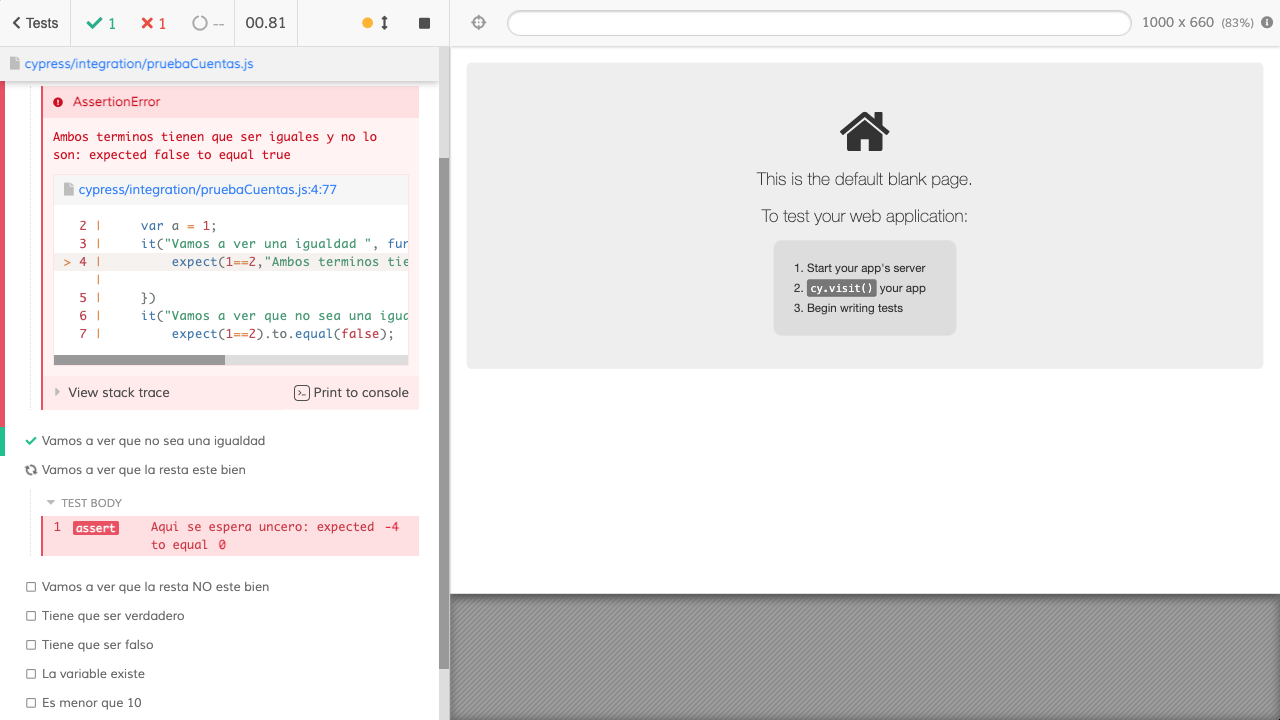 Tests
1
1
--
00.81
1000 x 660 (83%)
cypress/integration/pruebaCuentas.js
AssertionError
Ambos terminos tienen que ser iguales y no lo
son: expected false to equal true
cypress/integration/pruebaCuentas.js:4:77
2 | var a = 1;
3 | it("Vamos a ver una igualdad ", fun
> 4 | expect(1==2,"Ambos terminos tie
|
5 | })
6 | it("Vamos a ver que no sea una igua
7 | expect(1==2).to.equal(false);
View stack trace
Print to console
Vamos a ver que no sea una igualdad
Vamos a ver que la resta este bien
TEST BODY
1 assert Aqui se espera uncero: expected -4
to equal 0
Vamos a ver que la resta NO este bien
Tiene que ser verdadero
Tiene que ser falso
La variable existe
Es menor que 10
This is the default blank page.
To test your web application:
1. Start your app's server
2. cy.visit() your app
3. Begin writing tests